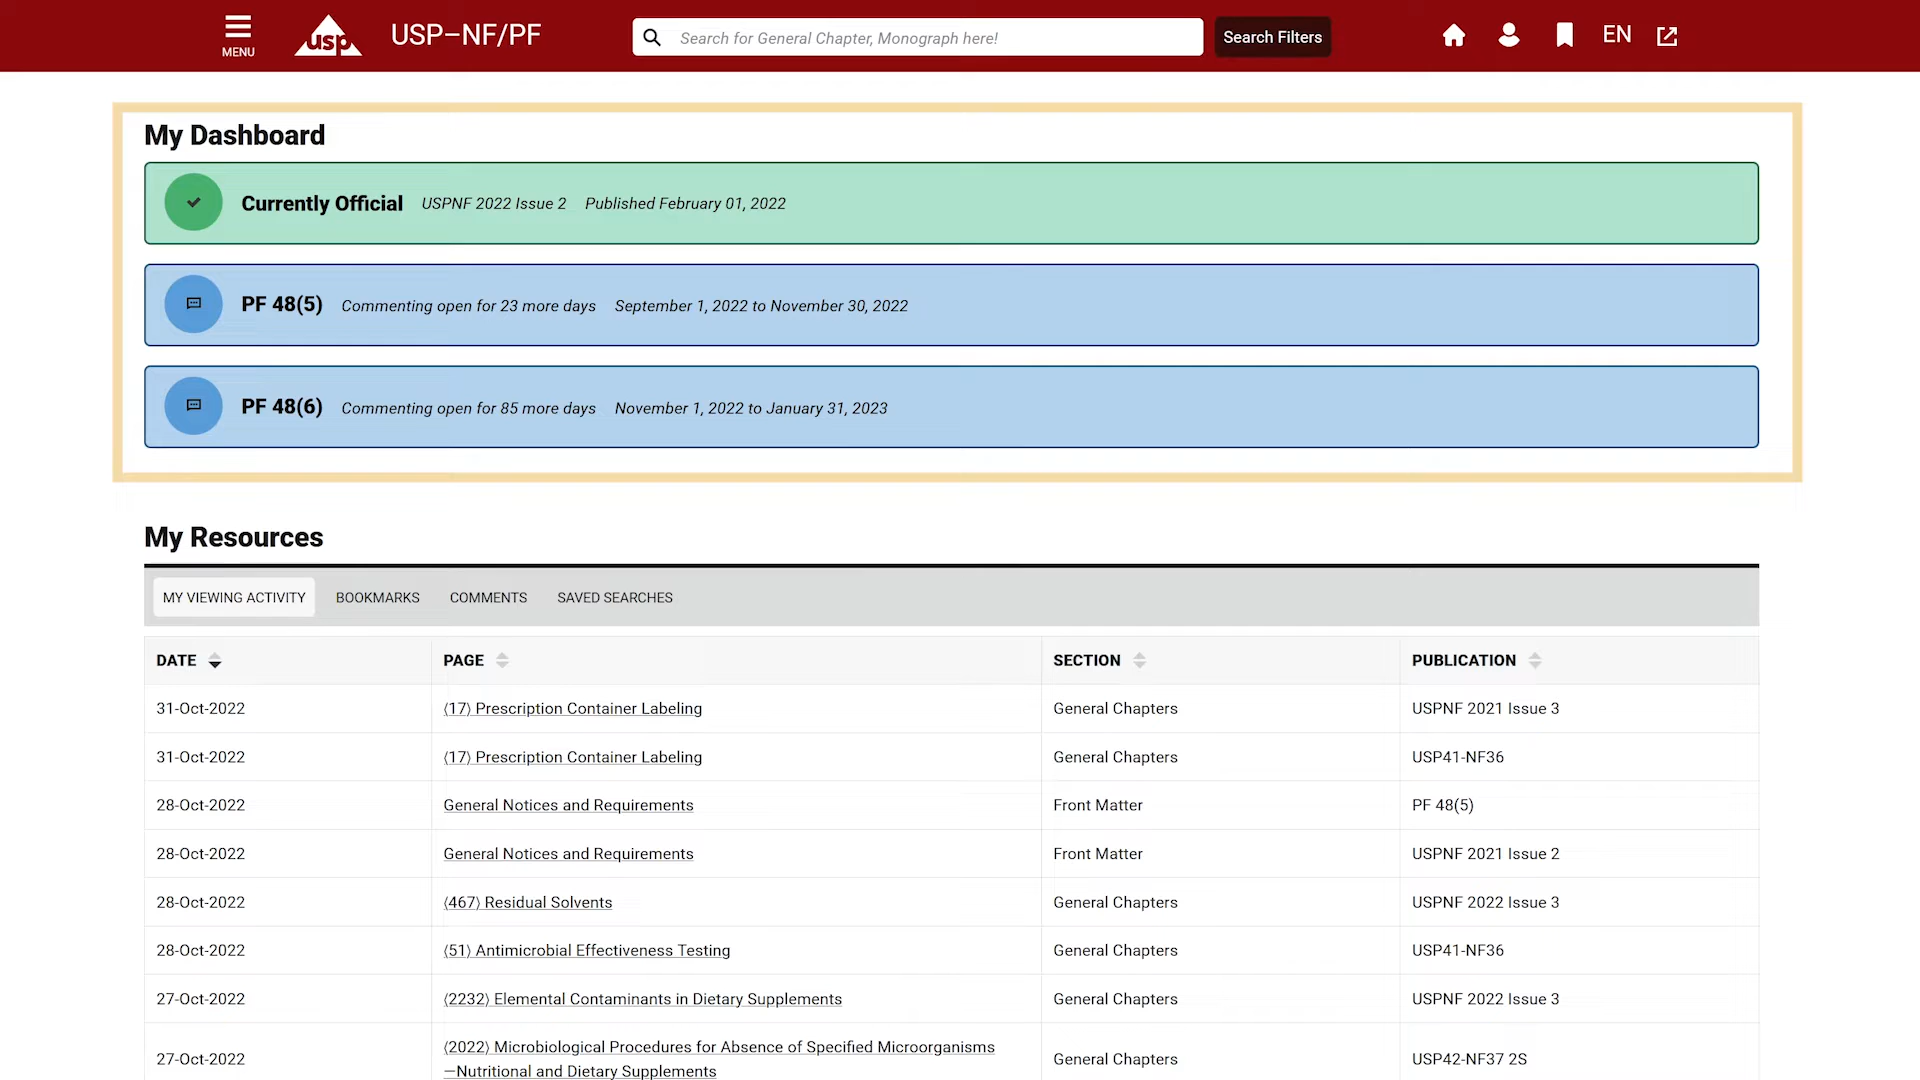 MENU
usp
USP–NF/PF
Search for General Chapter, Monograph here!
Search Filters
EN
My Dashboard
Currently Official USPNF 2022 Issue 2 Published February 01, 2022
PF 48(5) Commenting open for 23 more days September 1, 2022 to November 30, 2022
PF 48(6) Commenting open for 85 more days November 1, 2022 to January 31, 2023
My Resources
MY VIEWING ACTIVITY BOOKMARKS COMMENTS SAVED SEARCHES
DATE PAGE SECTION PUBLICATION
31-Oct-2022 〈17〉 Prescription Container Labeling General Chapters USPNF 2021 Issue 3
31-Oct-2022 〈17〉 Prescription Container Labeling General Chapters USP41-NF36
28-Oct-2022 General Notices and Requirements Front Matter PF 48(5)
28-Oct-2022 General Notices and Requirements Front Matter USPNF 2021 Issue 2
28-Oct-2022 〈467〉 Residual Solvents General Chapters USPNF 2022 Issue 3
28-Oct-2022 〈51〉 Antimicrobial Effectiveness Testing General Chapters USP41-NF36
27-Oct-2022 〈2232〉 Elemental Contaminants in Dietary Supplements General Chapters USPNF 2022 Issue 3
27-Oct-2022 〈2022〉 Microbiological Procedures for Absence of Specified Microorganisms General Chapters USP42-NF37 2S
—Nutritional and Dietary Supplements